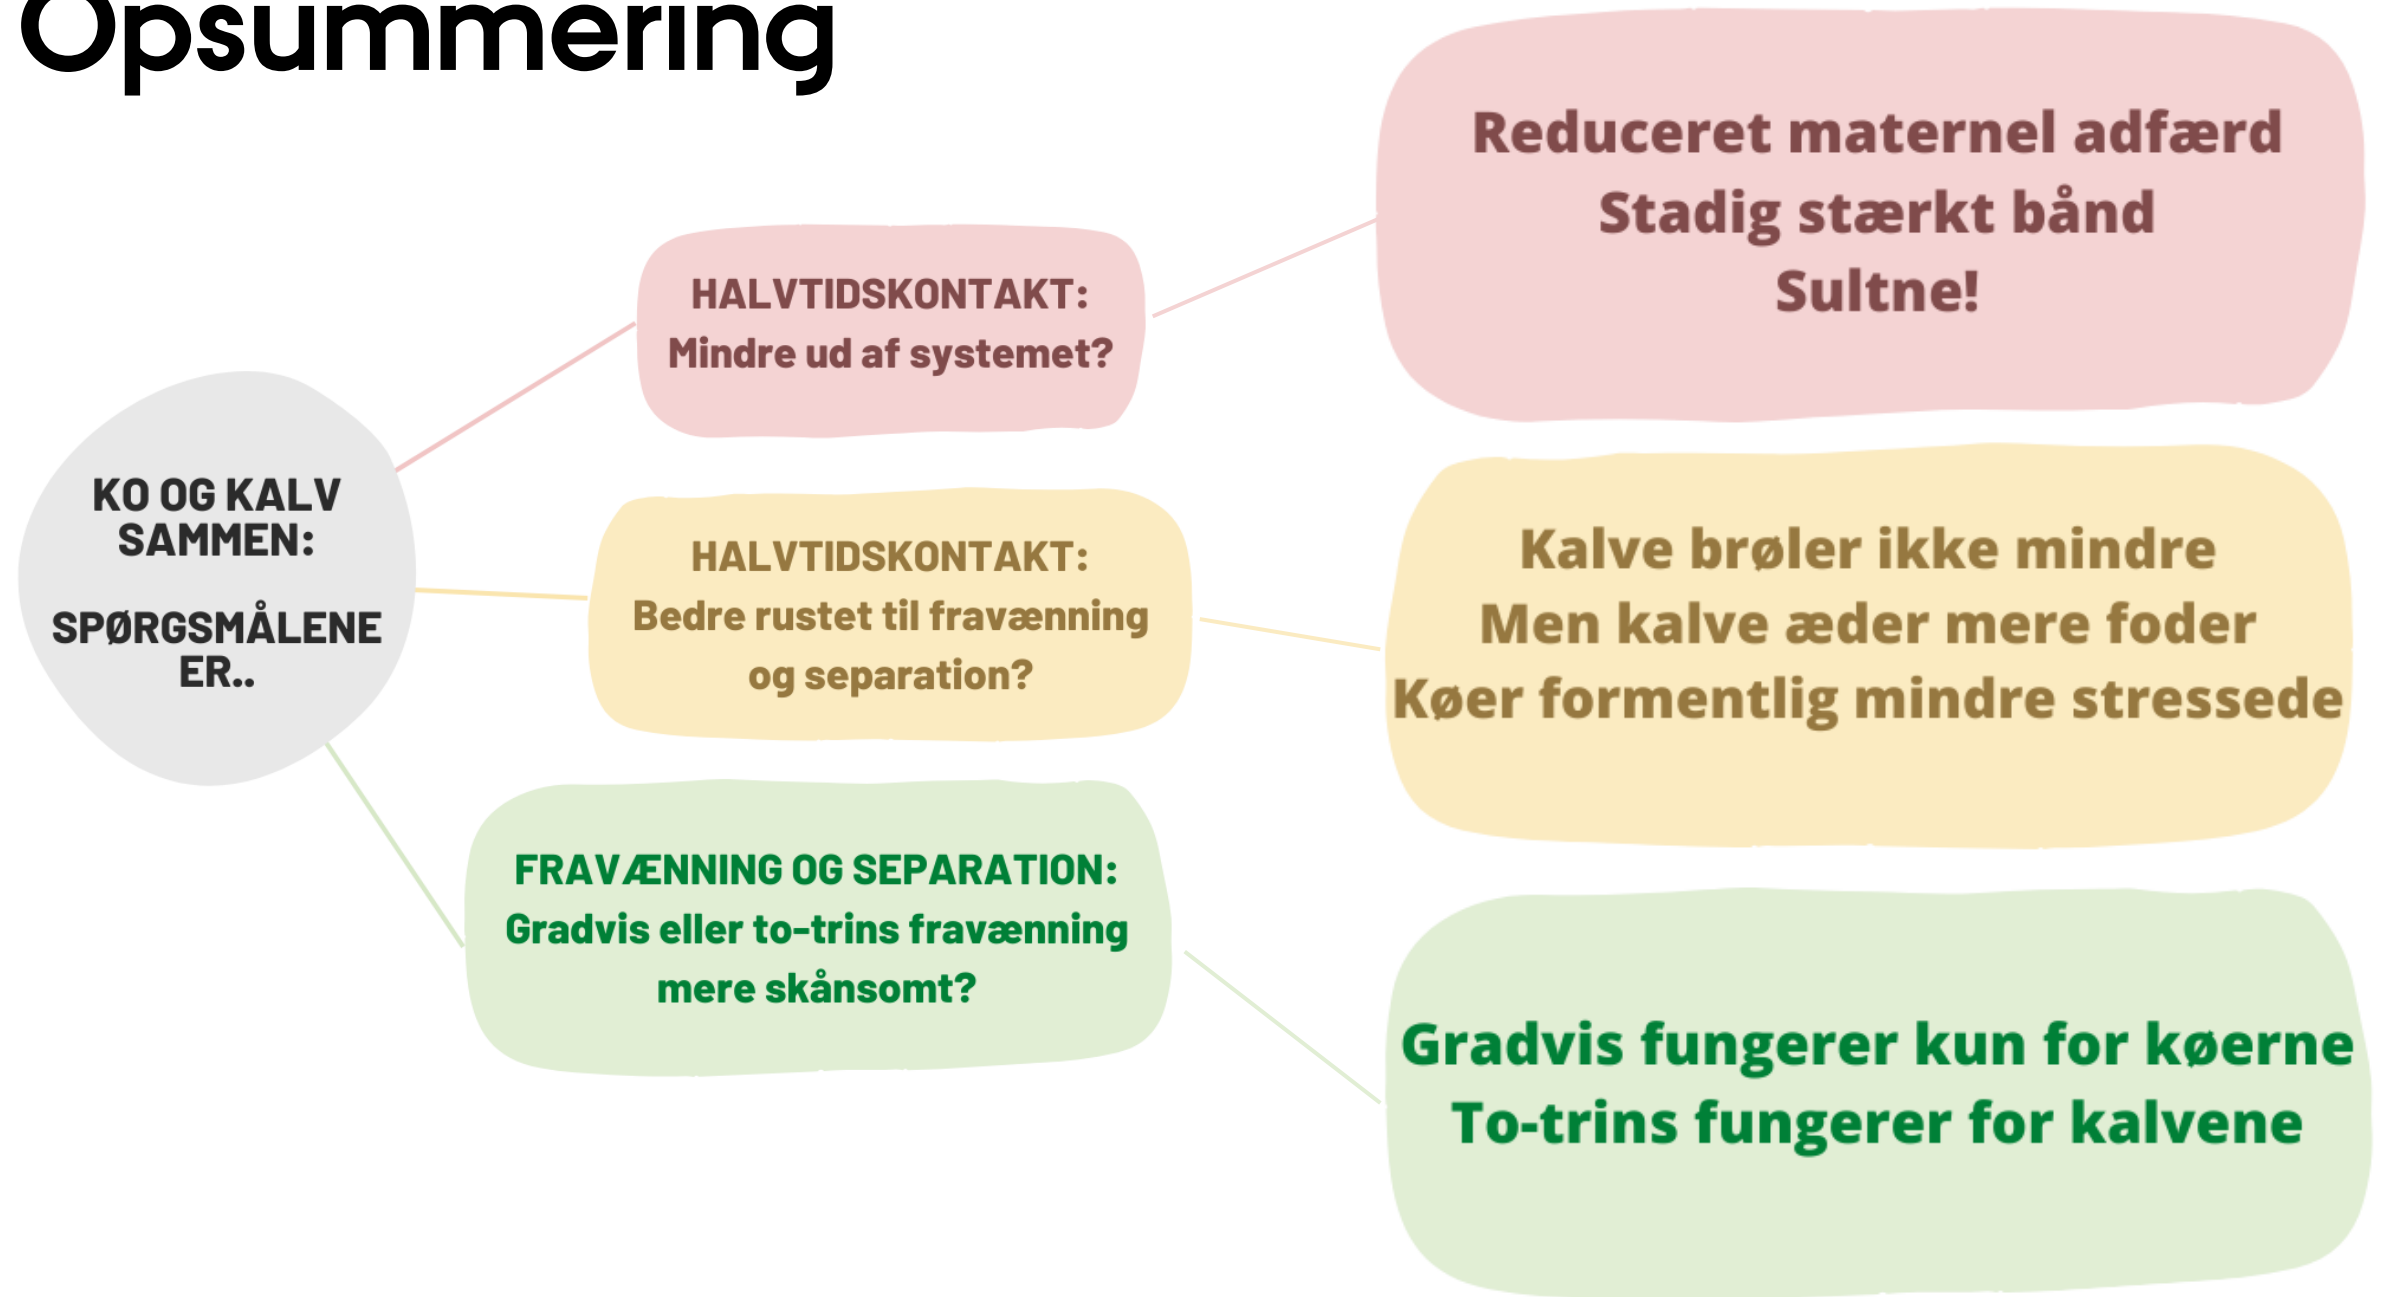 Opsummering
KO OG KALV
SAMMEN:
SPØRGSMÅLENE
ER..
HALVTIDSKONTAKT:
Mindre ud af systemet?
Reduceret maternel adfærd
Stadig stærkt bånd
Sultne!
HALVTIDSKONTAKT:
Bedre rustet til fravænning
og separation?
Kalve brøler ikke mindre
Men kalve æder mere foder
Køer formentlig mindre stressede
FRAVÆNNING OG SEPARATION:
Gradvis eller to-trins fravænning
mere skånsomt?
Gradvis fungerer kun for køerne
To-trins fungerer for kalvene